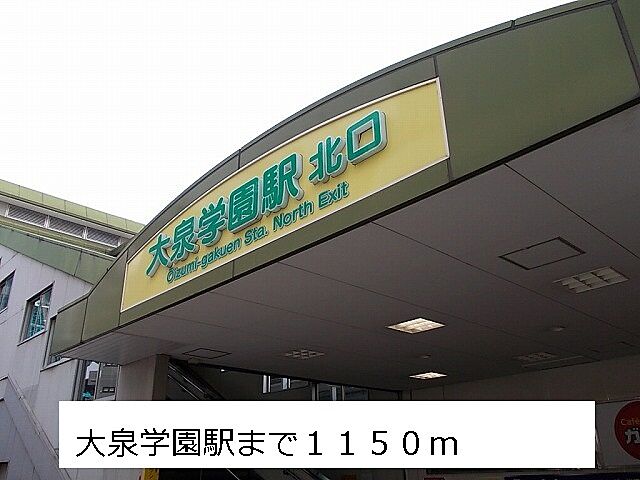 大泉学園駅 北口
Oizumi-gakuen Sta. North Exit
大泉学園駅まで１１５０ｍ